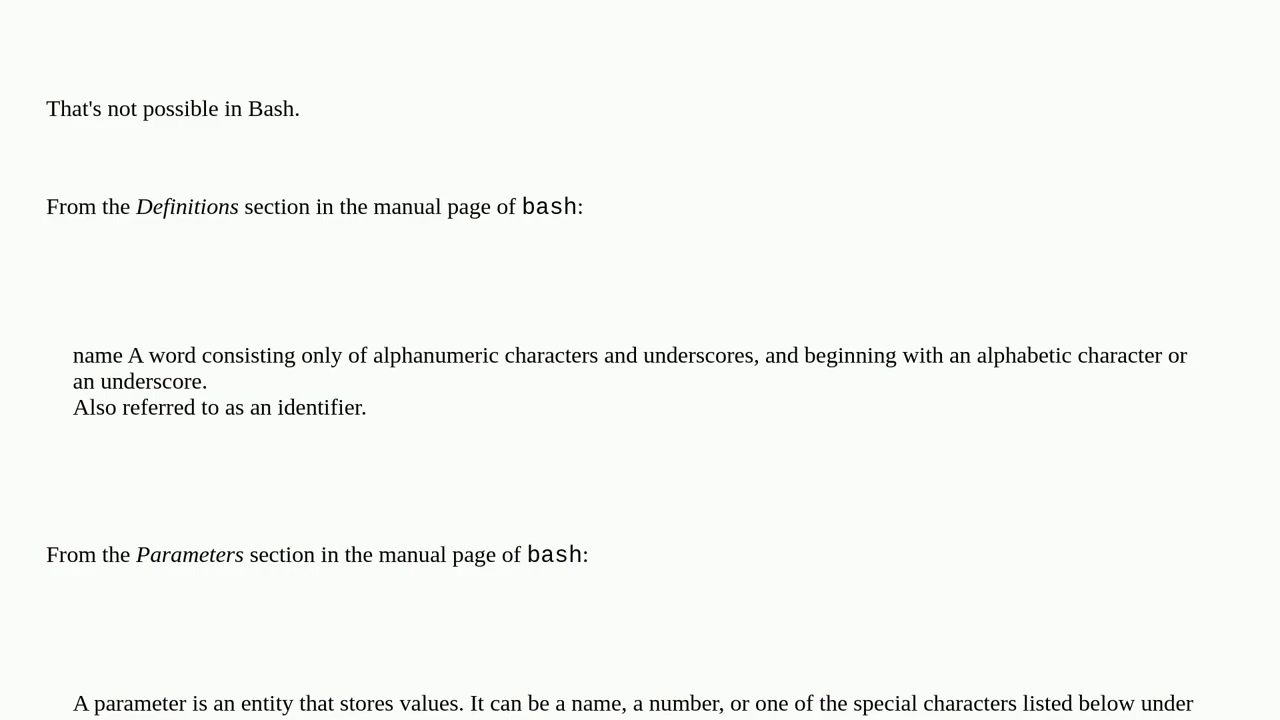 That's not possible in Bash.
From the Definitions section in the manual page of bash:
name A word consisting only of alphanumeric characters and underscores, and beginning with an alphabetic character or
an underscore.
Also referred to as an identifier.
From the Parameters section in the manual page of bash:
A parameter is an entity that stores values. It can be a name, a number, or one of the special characters listed below under